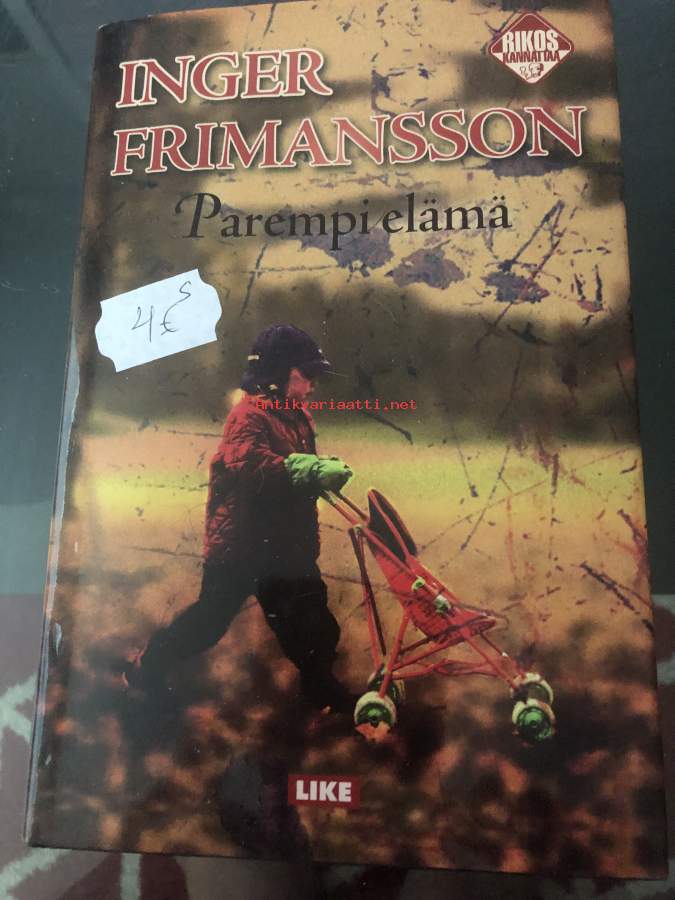 RIKOS
KANNATTAA
INGER
FRIMANSSON
Parempi elämä
4€ s
Antikvariaatti.net
LIKE